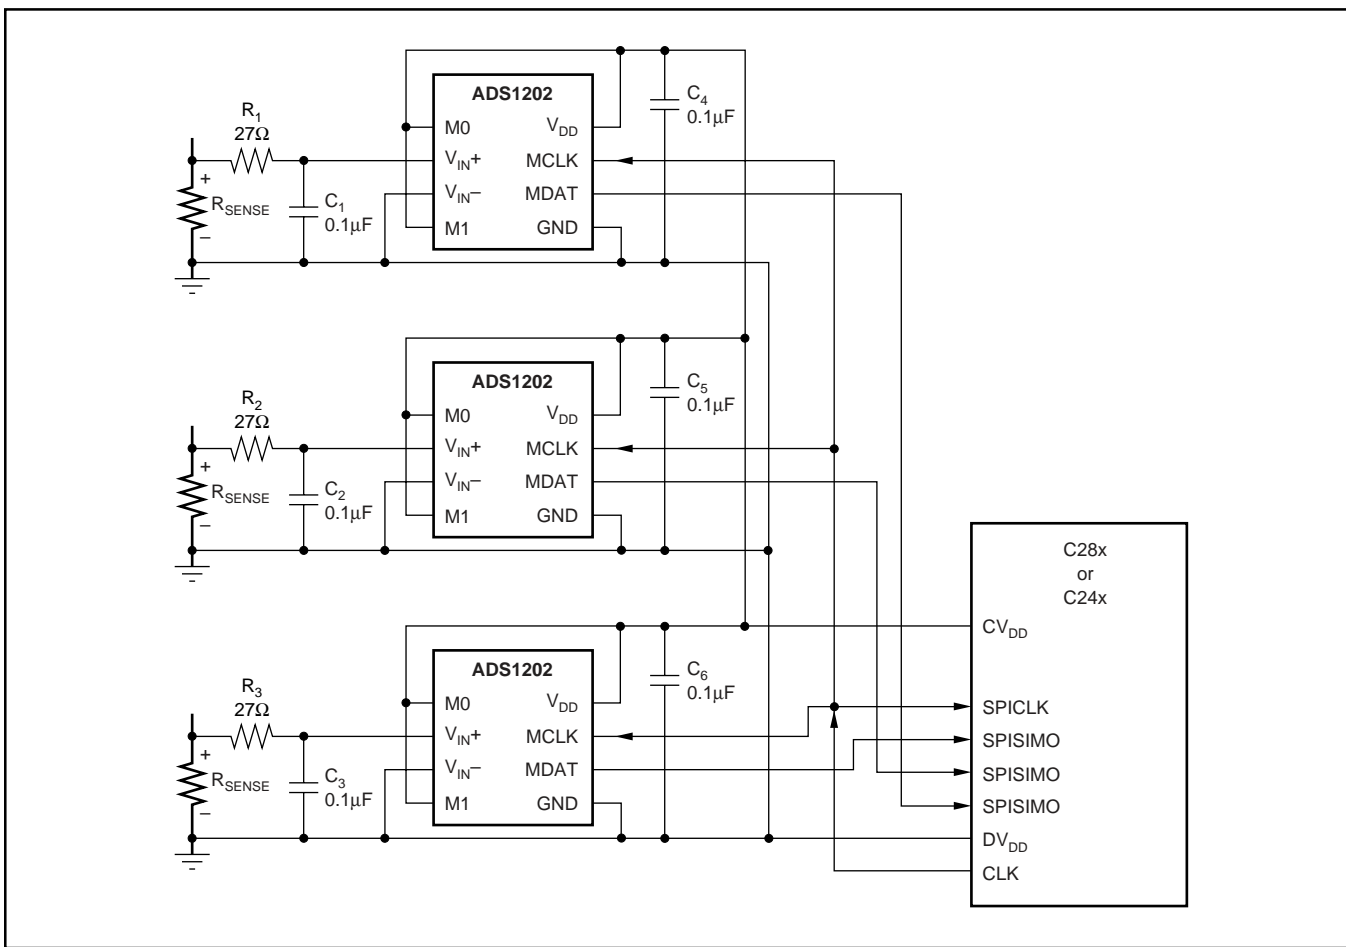 ADS1202
M0
V_IN+
V_IN–
M1
V_DD
MCLK
MDAT
GND
R_1
27Ω
+
R_SENSE
–
C_1
0.1μF
C_4
0.1μF
ADS1202
M0
V_IN+
V_IN–
M1
V_DD
MCLK
MDAT
GND
R_2
27Ω
+
R_SENSE
–
C_2
0.1μF
C_5
0.1μF
ADS1202
M0
V_IN+
V_IN–
M1
V_DD
MCLK
MDAT
GND
R_3
27Ω
+
R_SENSE
–
C_3
0.1μF
C_6
0.1μF
C28x
or
C24x
CV_DD
SPICLK
SPISIMO
SPISIMO
SPISIMO
DV_DD
CLK